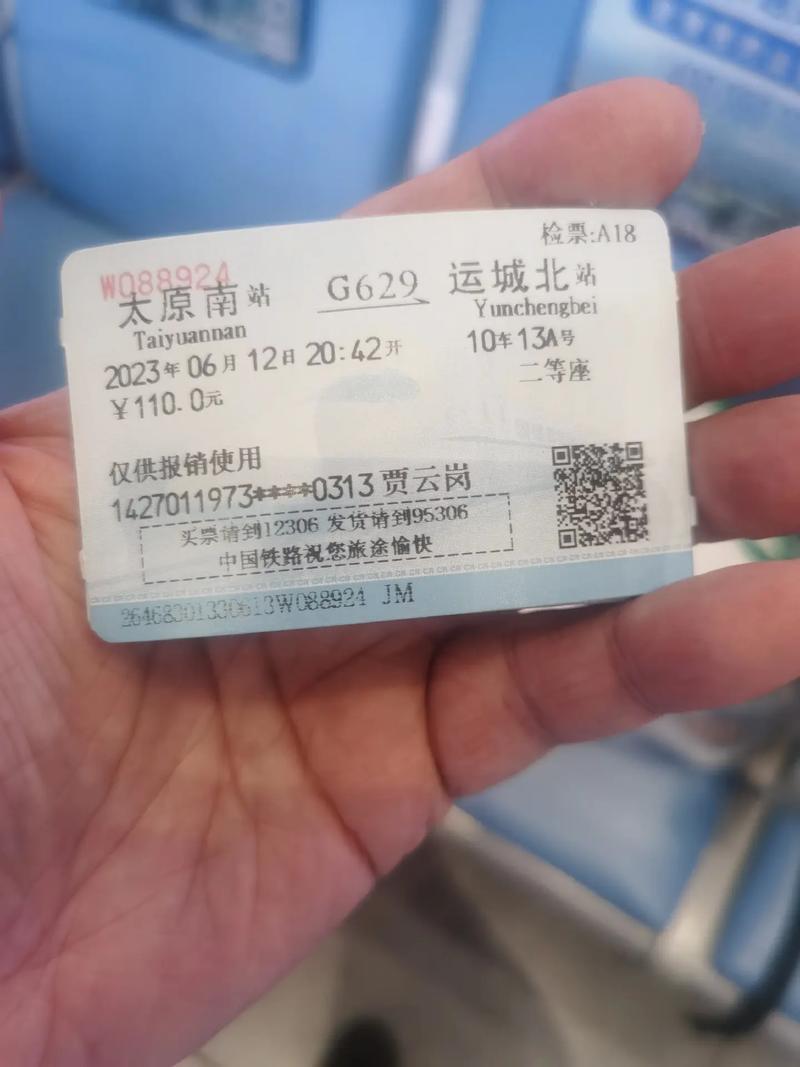 检票:A18
W088924
太原南站 G629 运城北站
Taiyuannan Yunchengbei
2023年06月12日20:42开 10车13A号
¥110.0元 二等座
仅供报销使用
1427011973****0313 贾云岗
买票请到12306 发货请到95306
中国铁路祝您旅途愉快
26468301330613W088924 JM